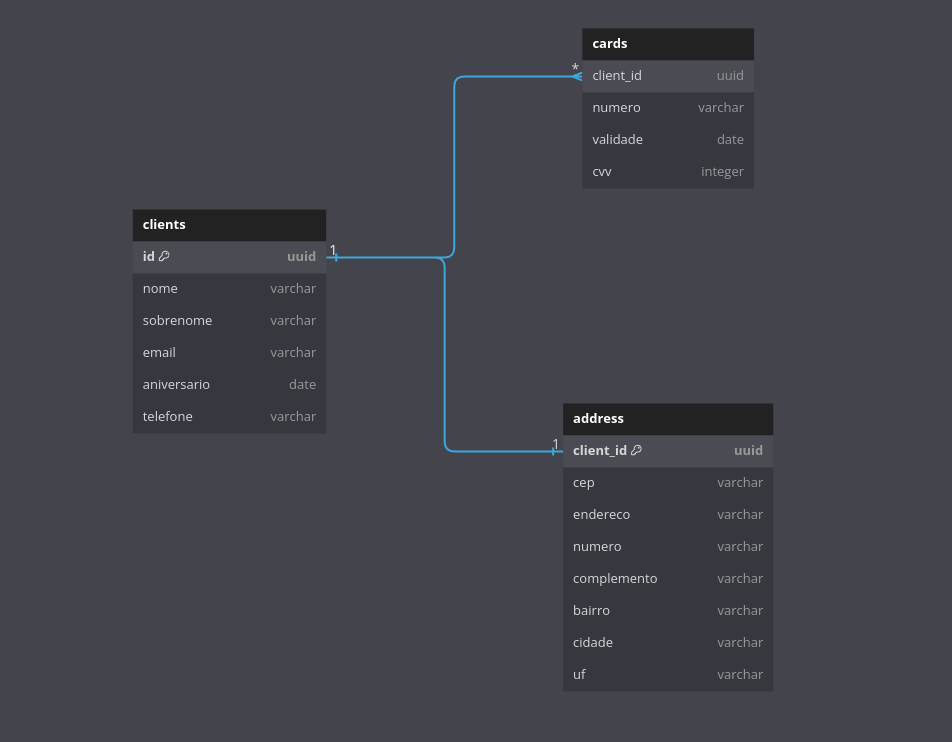 cards
*
client_id uuid
numero varchar
validade date
cvv integer
clients
1
id uuid
nome varchar
sobrenome varchar
email varchar
aniversario date
telefone varchar
address
1
client_id uuid
cep varchar
endereco varchar
numero varchar
complemento varchar
bairro varchar
cidade varchar
uf varchar